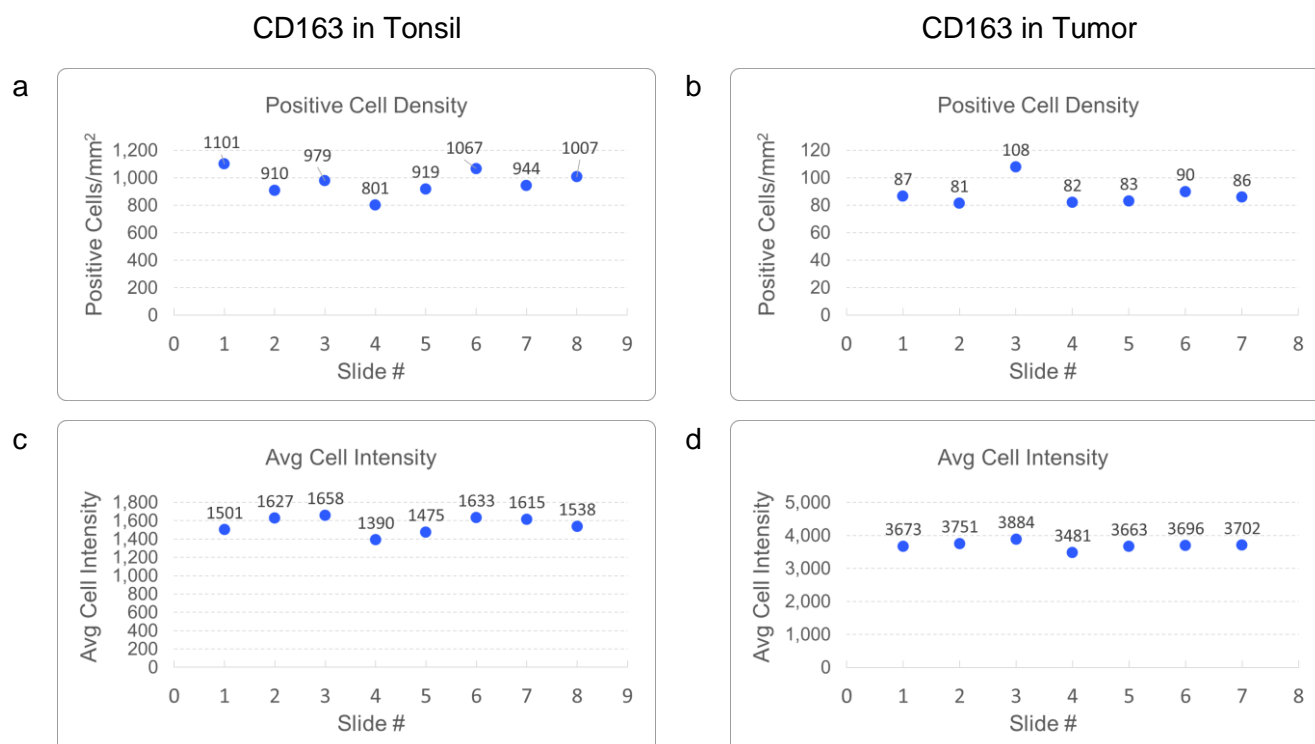 CD163 in Tonsil
CD163 in Tumor
a
Positive Cell Density
Positive Cells/mm²
1,200
1,000
800
600
400
200
0
1101
910
979
801
919
1067
944
1007
0 1 2 3 4 5 6 7 8 9
Slide #
b
Positive Cell Density
Positive Cells/mm²
120
100
80
60
40
20
0
87
81
108
82
83
90
86
0 1 2 3 4 5 6 7 8
Slide #
c
Avg Cell Intensity
Avg Cell Intensity
1,800
1,600
1,400
1,200
1,000
800
600
400
200
0
1501
1627
1658
1390
1475
1633
1615
1538
0 1 2 3 4 5 6 7 8 9
Slide #
d
Avg Cell Intensity
Avg Cell Intensity
5,000
4,000
3,000
2,000
1,000
0
3673
3751
3884
3481
3663
3696
3702
0 1 2 3 4 5 6 7 8
Slide #